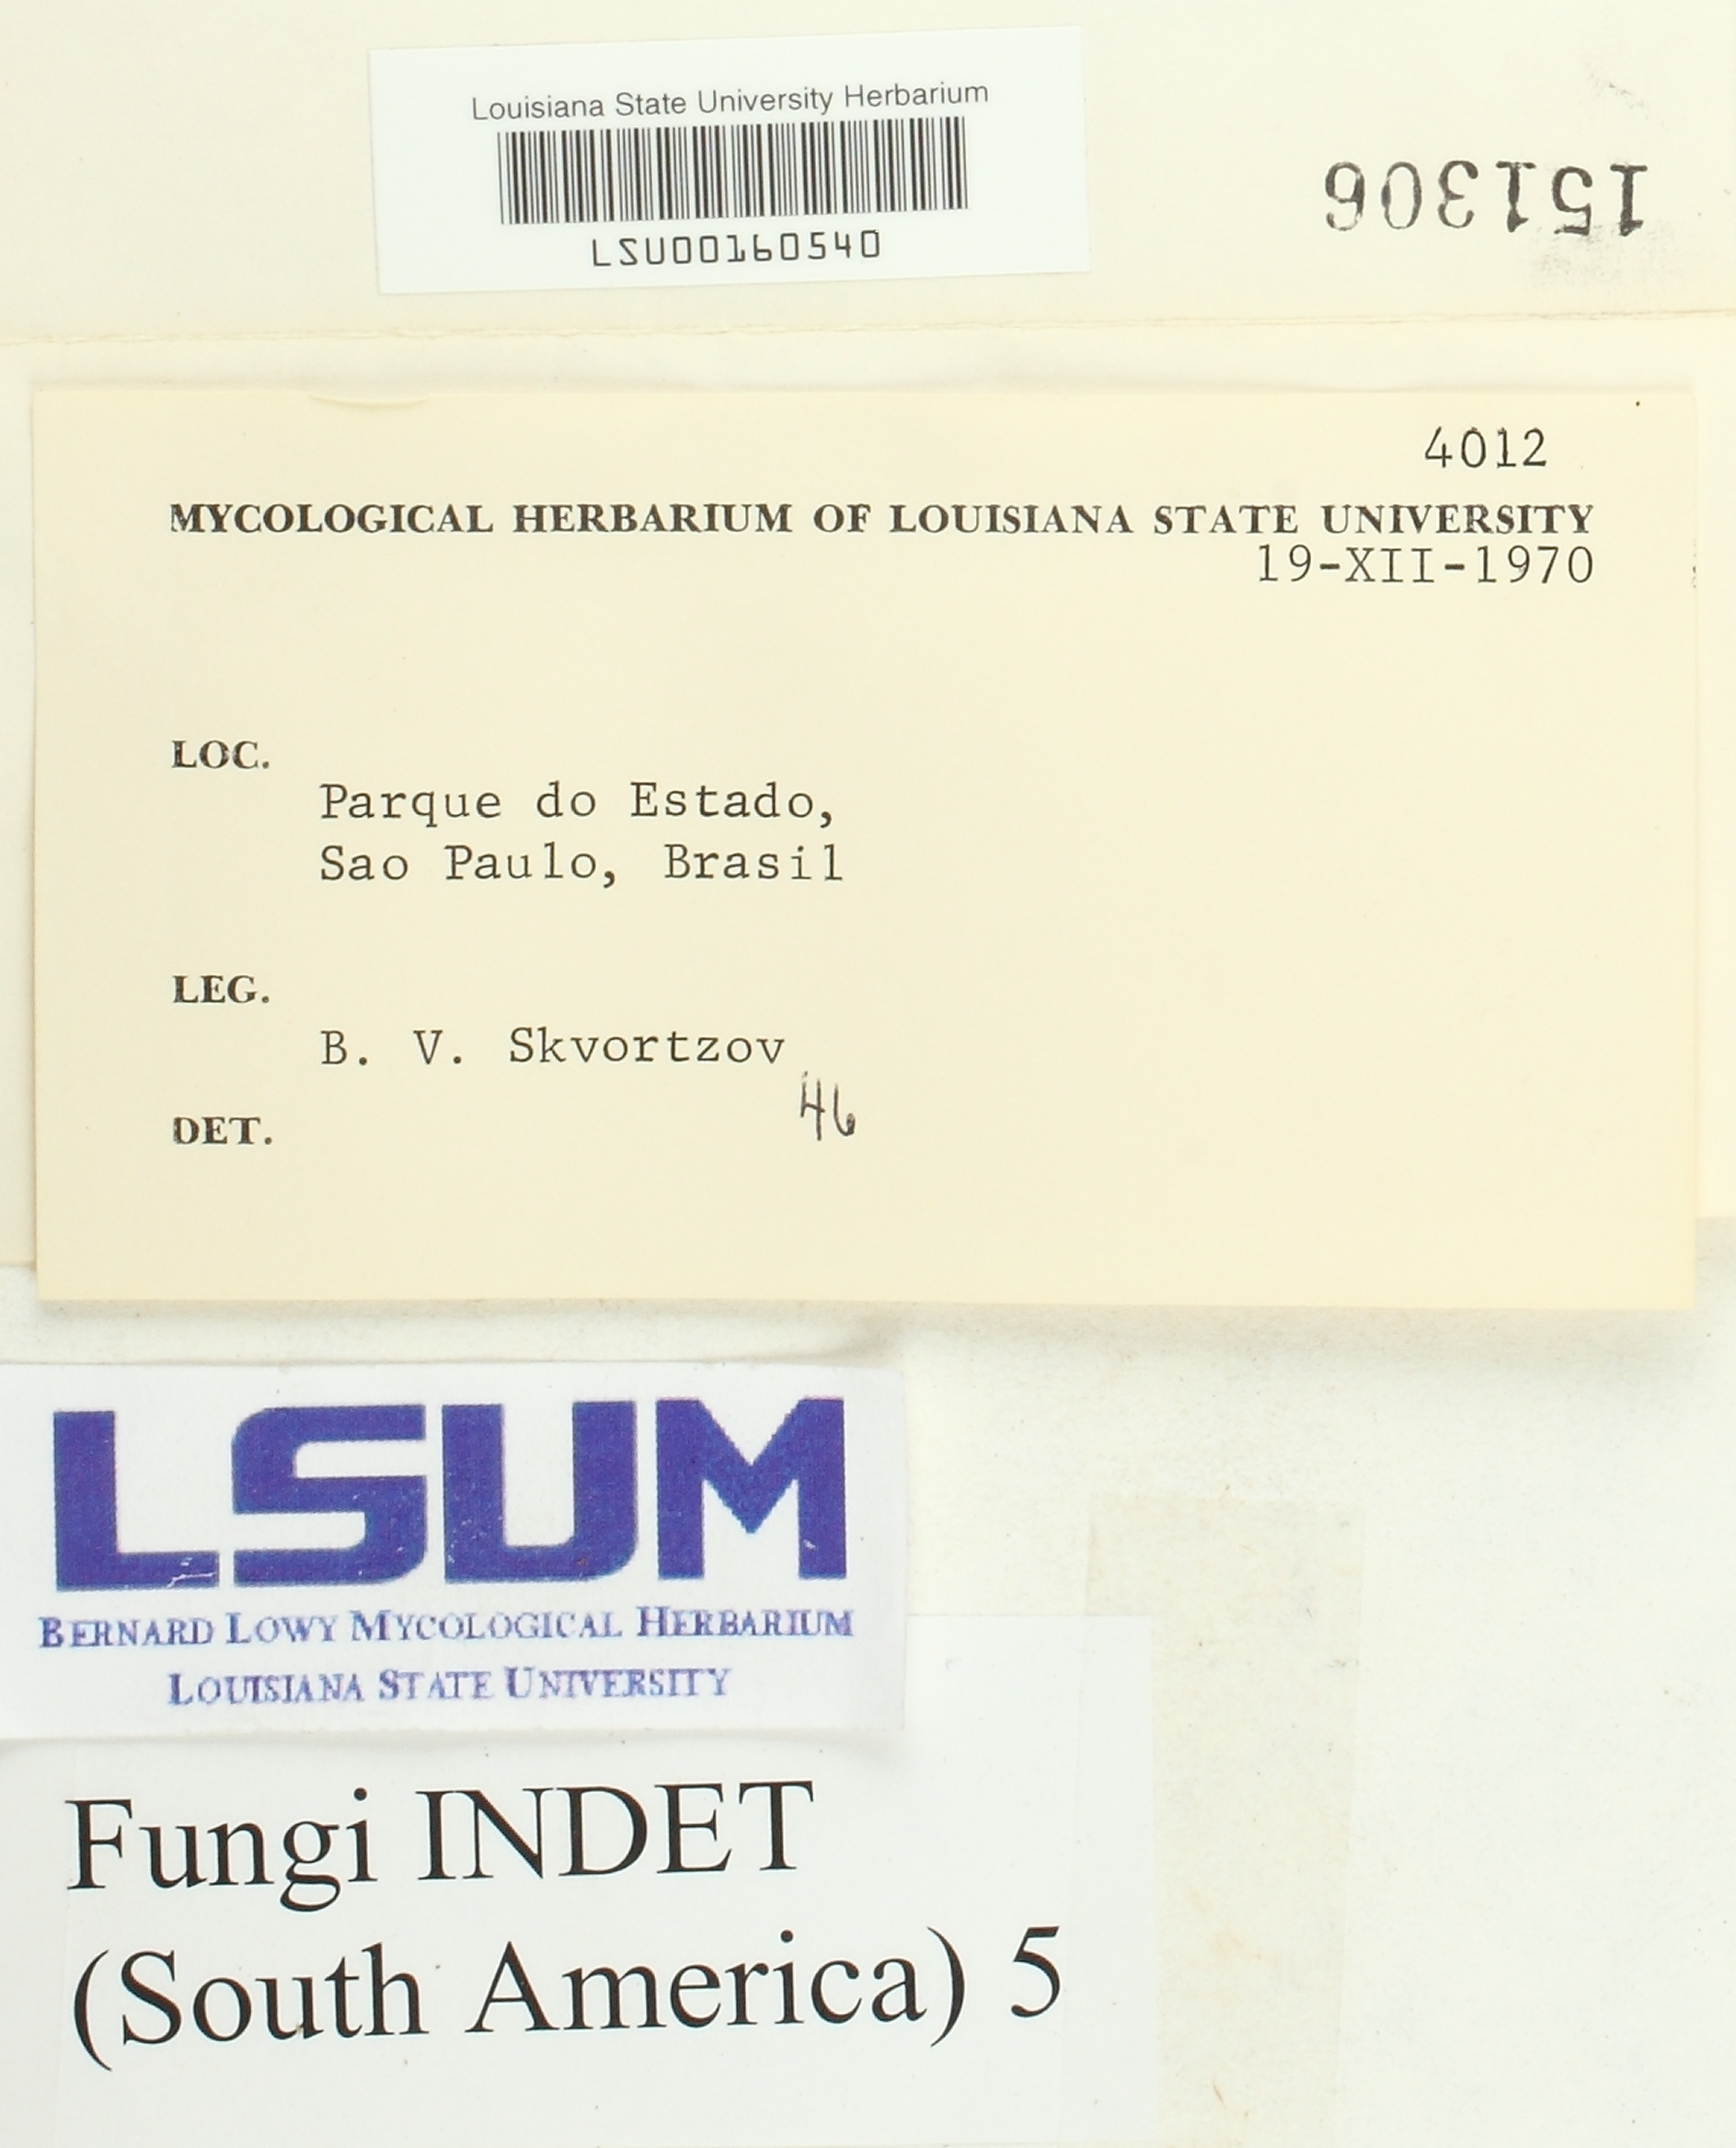 Louisiana State University Herbarium
LSU00160540
151306
4012
MYCOLOGICAL HERBARIUM OF LOUISIANA STATE UNIVERSITY
19-XII-1970
LOC.
Parque do Estado,
Sao Paulo, Brasil
LEG.
B. V. Skvortzov
46
DET.
LSUM
BERNARD LOWY MYCOLOGICAL HERBARIUM
LOUISIANA STATE UNIVERSITY
Fungi INDET
(South America) 5